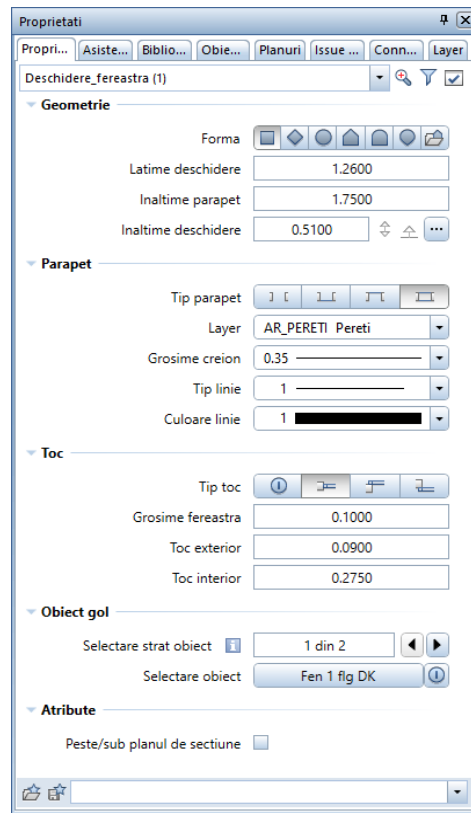 Proprietati
Propri... Asiste... Biblio... Obie... Planuri Issue ... Conn... Layer
Deschidere_fereastra (1)
Geometrie
Forma
Latime deschidere 1.2600
Inaltime parapet 1.7500
Inaltime deschidere 0.5100 ...
Parapet
Tip parapet
Layer AR_PERETI Pereti
Grosime creion 0.35
Tip linie 1
Culoare linie 1
Toc
Tip toc
Grosime fereastra 0.1000
Toc exterior 0.0900
Toc interior 0.2750
Obiect gol
Selectare strat obiect i 1 din 2
Selectare obiect Fen 1 flg DK
Atribute
Peste/sub planul de sectiune